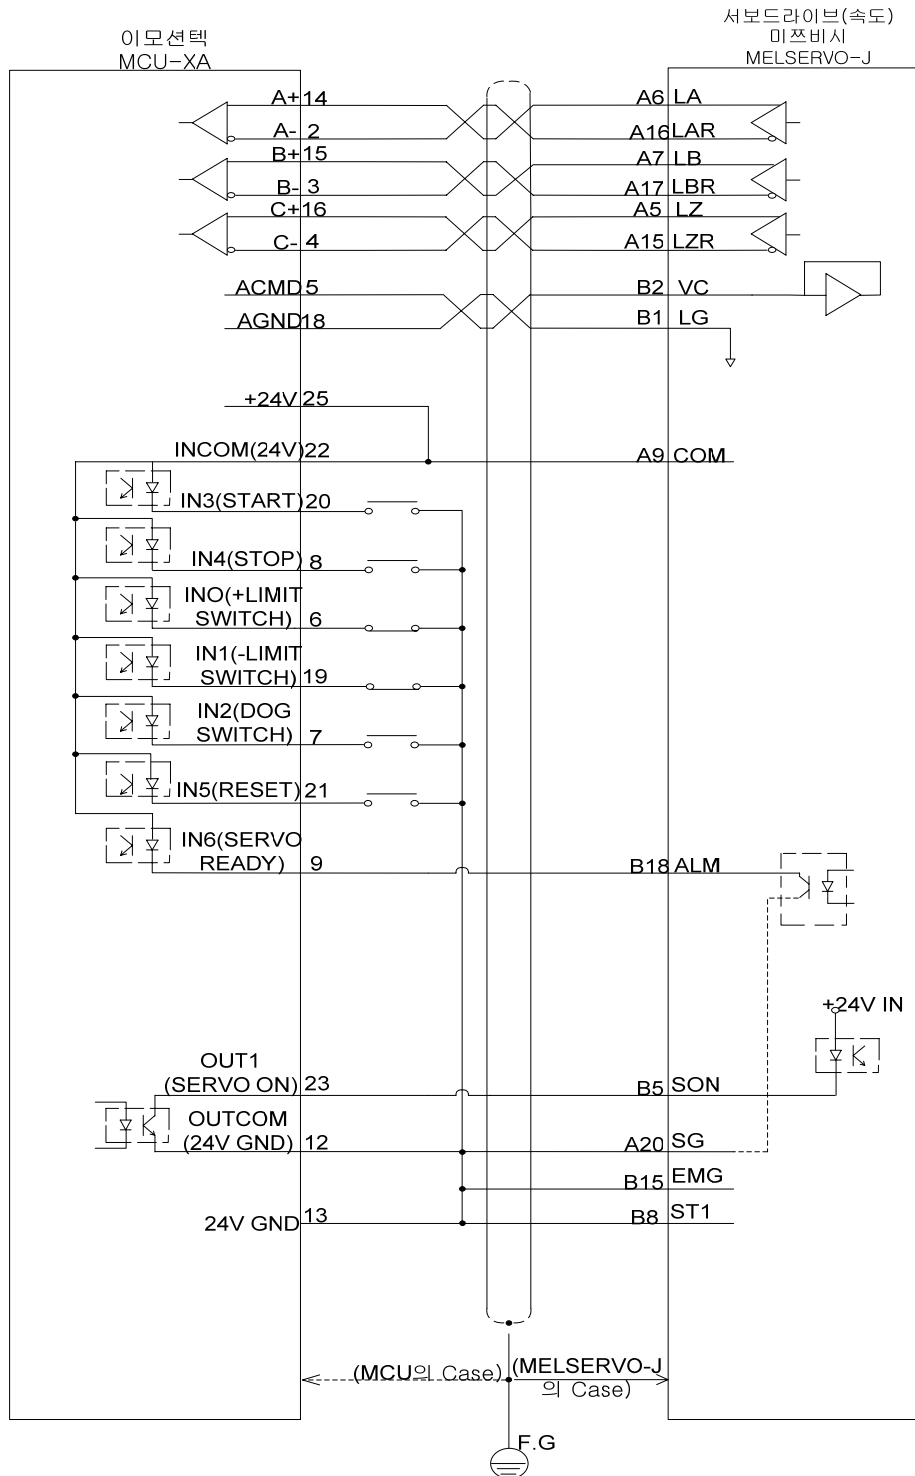 이모션텍
MCU-XA
서보드라이브(속도)
미쯔비시
MELSERVO-J
A+ 14
A6 LA
A- 2
A16 LAR
B+ 15
A7 LB
B- 3
A17 LBR
C+ 16
A5 LZ
C- 4
A15 LZR
ACMD 5
B2 VC
AGND 18
B1 LG
+24V 25
INCOM(24V) 22
A9 COM
IN3(START) 20
IN4(STOP) 8
IN0(+LIMIT
SWITCH) 6
IN1(-LIMIT
SWITCH) 19
IN2(DOG
SWITCH) 7
IN5(RESET) 21
IN6(SERVO
READY) 9
B18 ALM
+24V IN
OUT1
(SERVO ON) 23
B5 SON
OUTCOM
(24V GND) 12
A20 SG
B15 EMG
24V GND 13
B8 ST1
(MCU의 Case)
(MELSERVO-J
의 Case)
F.G